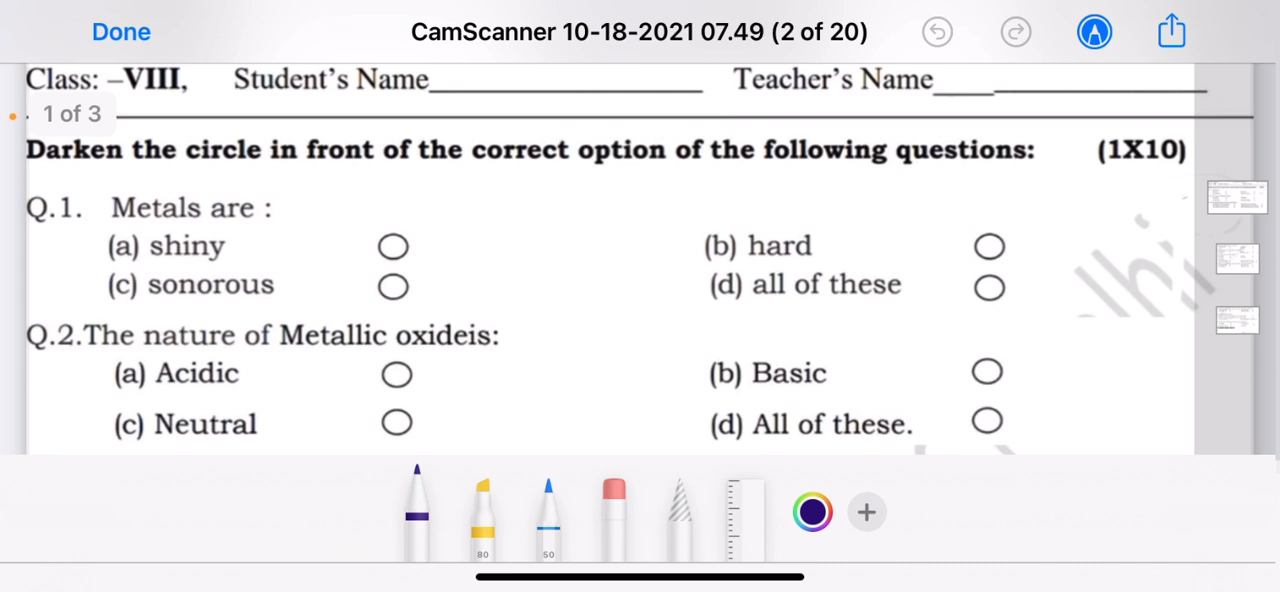 Done CamScanner 10-18-2021 07.49 (2 of 20)
Class: –VIII, Student's Name Teacher's Name
1 of 3
Darken the circle in front of the correct option of the following questions: (1X10)
Q.1. Metals are :
(a) shiny (b) hard
(c) sonorous (d) all of these
Q.2.The nature of Metallic oxideis:
(a) Acidic (b) Basic
(c) Neutral (d) All of these.
80 50